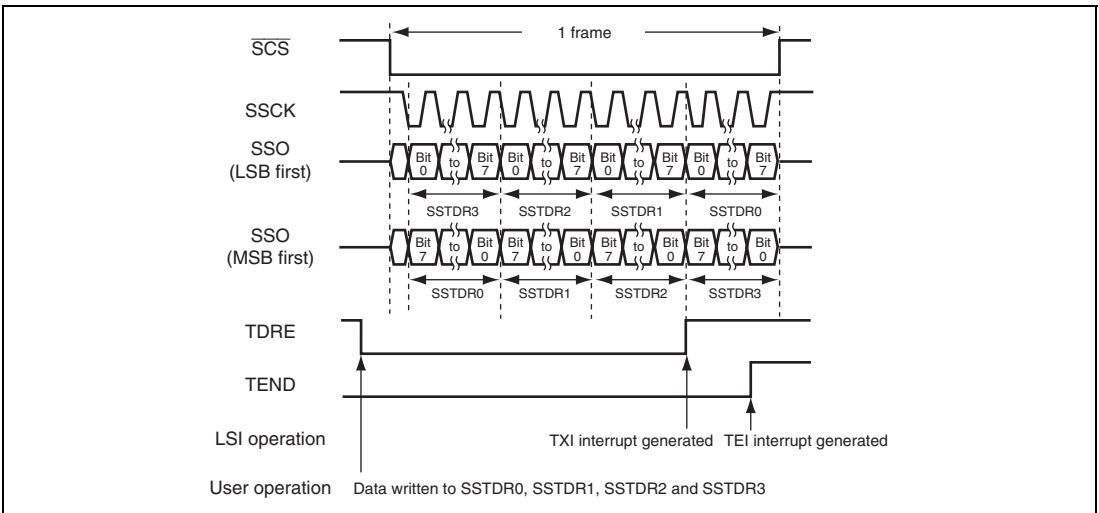 1 frame
SCS
SSCK
SSO
(LSB first)
Bit 0 to Bit 7 Bit 0 to Bit 7 Bit 0 to Bit 7 Bit 0 to Bit 7
SSTDR3 SSTDR2 SSTDR1 SSTDR0
SSO
(MSB first)
Bit 7 to Bit 0 Bit 7 to Bit 0 Bit 7 to Bit 0 Bit 7 to Bit 0
SSTDR0 SSTDR1 SSTDR2 SSTDR3
TDRE
TEND
LSI operation TXI interrupt generated TEI interrupt generated
User operation Data written to SSTDR0, SSTDR1, SSTDR2 and SSTDR3